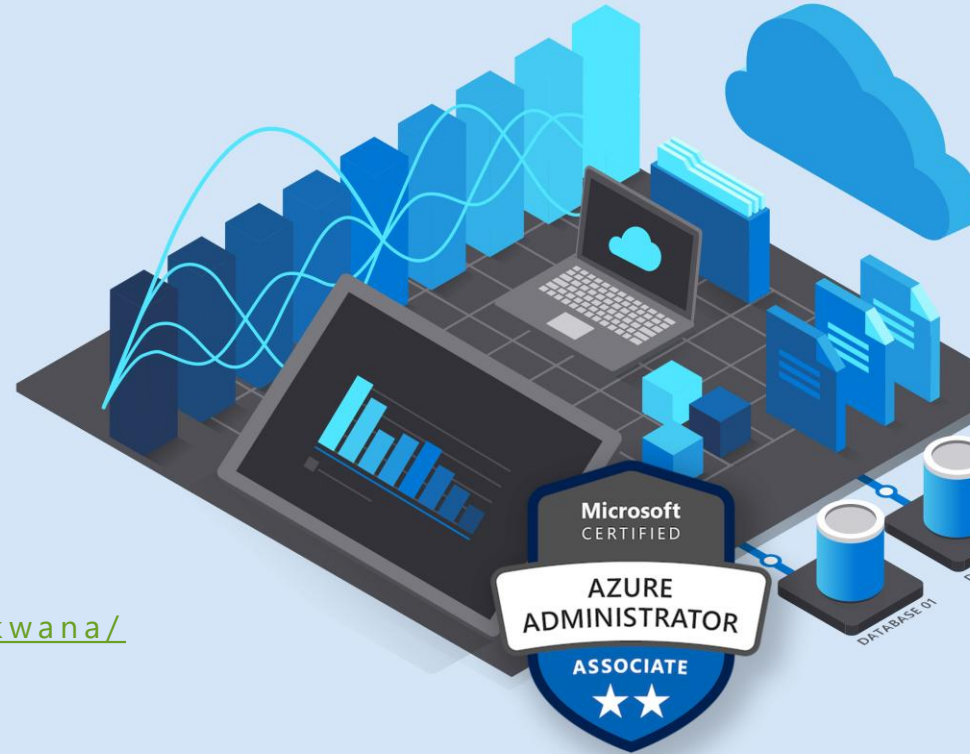 Microsoft
CERTIFIED
AZURE
ADMINISTRATOR
ASSOCIATE
kwana/
DATABASE 01
D